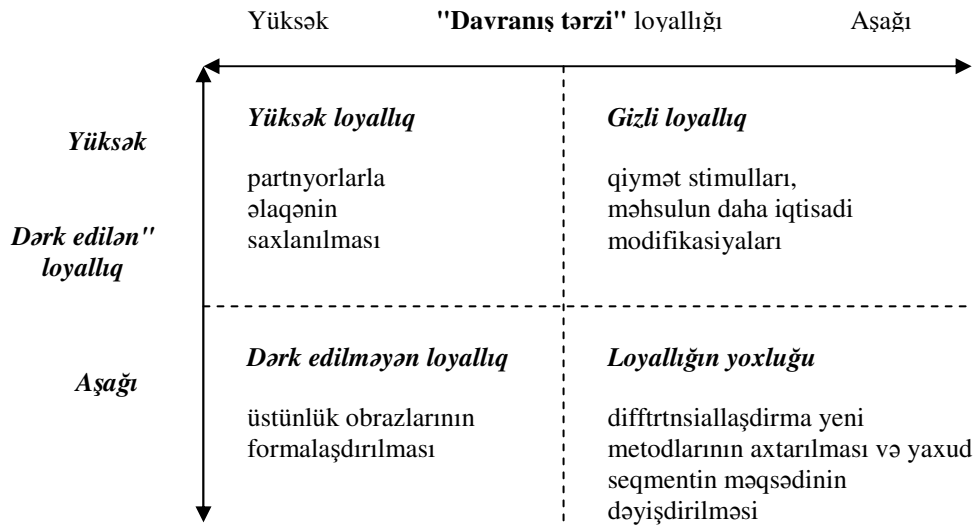 Yüksək "Davranış tərzi" loyallığı Aşağı
Yüksək
Yüksək loyallıq
partnyorlarla
əlaqənin
saxlanılması
Gizli loyallıq
qiymət stimulları,
məhsulun daha iqtisadi
modifikasiyaları
Dərk edilən"
loyallıq
Aşağı
Dərk edilməyən loyallıq
üstünlük obrazlarının
formalaşdırılması
Loyallığın yoxluğu
difftrtnsiallaşdirma yeni
metodlarının axtarılması və yaxud
seqmentin məqsədinin
dəyişdirilməsi